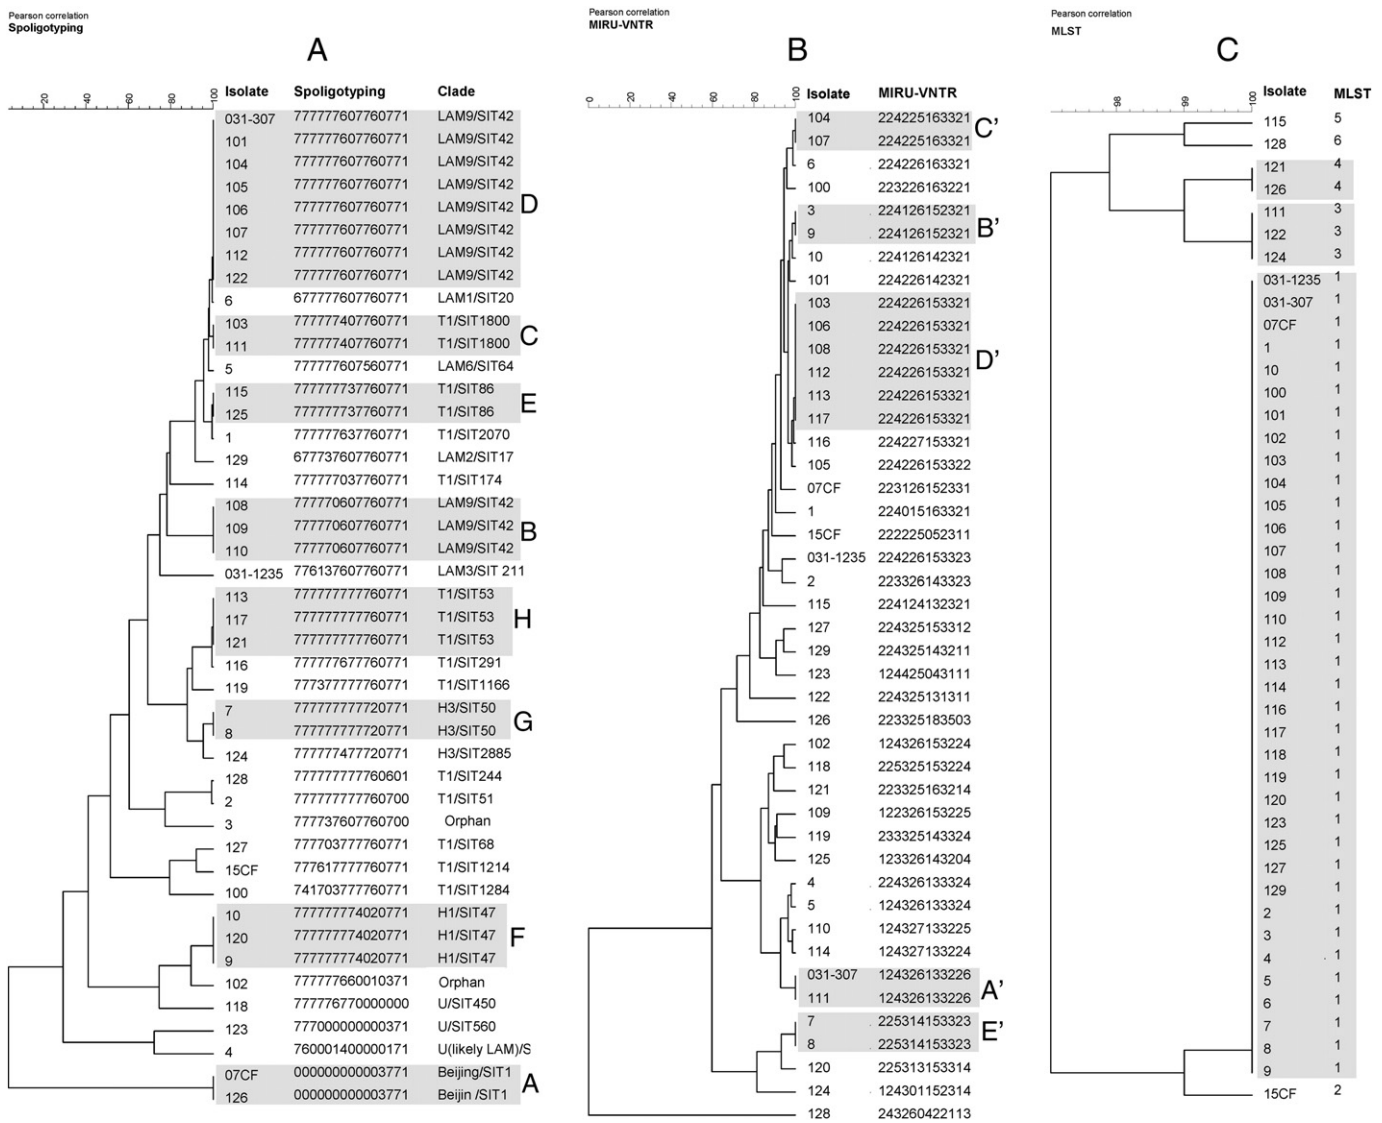 Pearson correlation
Spoligotyping
A
20 40 60 80 100
Isolate Spoligotyping Clade
031-307 777777607760771 LAM9/SIT42
101 777777607760771 LAM9/SIT42
104 777777607760771 LAM9/SIT42
105 777777607760771 LAM9/SIT42
106 777777607760771 LAM9/SIT42 D
107 777777607760771 LAM9/SIT42
112 777777607760771 LAM9/SIT42
122 777777607760771 LAM9/SIT42
6 677777607760771 LAM1/SIT20
103 777777407760771 T1/SIT1800
111 777777407760771 T1/SIT1800 C
5 777777607560771 LAM6/SIT64
115 777777737760771 T1/SIT86
125 777777737760771 T1/SIT86 E
1 777777637760771 T1/SIT2070
129 677737607760771 LAM2/SIT17
114 777777037760771 T1/SIT174
108 777770607760771 LAM9/SIT42
109 777770607760771 LAM9/SIT42 B
110 777770607760771 LAM9/SIT42
031-1235 776137607760771 LAM3/SIT 211
113 777777777760771 T1/SIT53
117 777777777760771 T1/SIT53 H
121 777777777760771 T1/SIT53
116 777777677760771 T1/SIT291
119 777377777760771 T1/SIT1166
7 777777777720771 H3/SIT50
8 777777777720771 H3/SIT50 G
124 777777477720771 H3/SIT2885
128 777777777760601 T1/SIT244
2 777777777760700 T1/SIT51
3 777737607760700 Orphan
127 777703777760771 T1/SIT68
15CF 777617777760771 T1/SIT1214
100 741703777760771 T1/SIT1284
10 777777774020771 H1/SIT47
120 777777774020771 H1/SIT47 F
9 777777774020771 H1/SIT47
102 777777660010371 Orphan
118 777776770000000 U/SIT450
123 777000000000371 U/SIT560
4 760001400000171 U(likely LAM)/S
07CF 000000000003771 Beijing/SIT1
126 000000000003771 Beijin /SIT1 A
Pearson correlation
MIRU-VNTR
B
0 20 40 60 80 100
Isolate MIRU-VNTR
104 224225163321 C'
107 224225163321
6 224226163321
100 223226163221
3 224126152321
9 224126152321 B'
10 224126142321
101 224226142321
103 224226153321
106 224226153321
108 224226153321
112 224226153321 D'
113 224226153321
117 224226153321
116 224227153321
105 224226153322
07CF 223126152331
1 224015163321
15CF 222225052311
031-1235 224226153323
2 223326143323
115 224124132321
127 224325153312
129 224325143211
123 124425043111
122 224325131311
126 223325183503
102 124326153224
118 225325153224
121 223325163214
109 122326153225
119 233325143324
125 123326143204
4 224326133324
5 124326133324
110 124327133225
114 124327133224
031-307 124326133226
111 124326133226 A'
7 225314153323 E'
8 225314153323
120 225313153314
124 124301152314
128 243260422113
Pearson correlation
MLST
C
98 99 100
Isolate MLST
115 5
128 6
121 4
126 4
111 3
122 3
124 3
031-1235 1
031-307 1
07CF 1
1 1
10 1
100 1
101 1
102 1
103 1
104 1
105 1
106 1
107 1
108 1
109 1
110 1
112 1
113 1
114 1
116 1
117 1
118 1
119 1
120 1
123 1
125 1
127 1
129 1
2 1
3 1
4 1
5 1
6 1
7 1
8 1
9 1
15CF 2